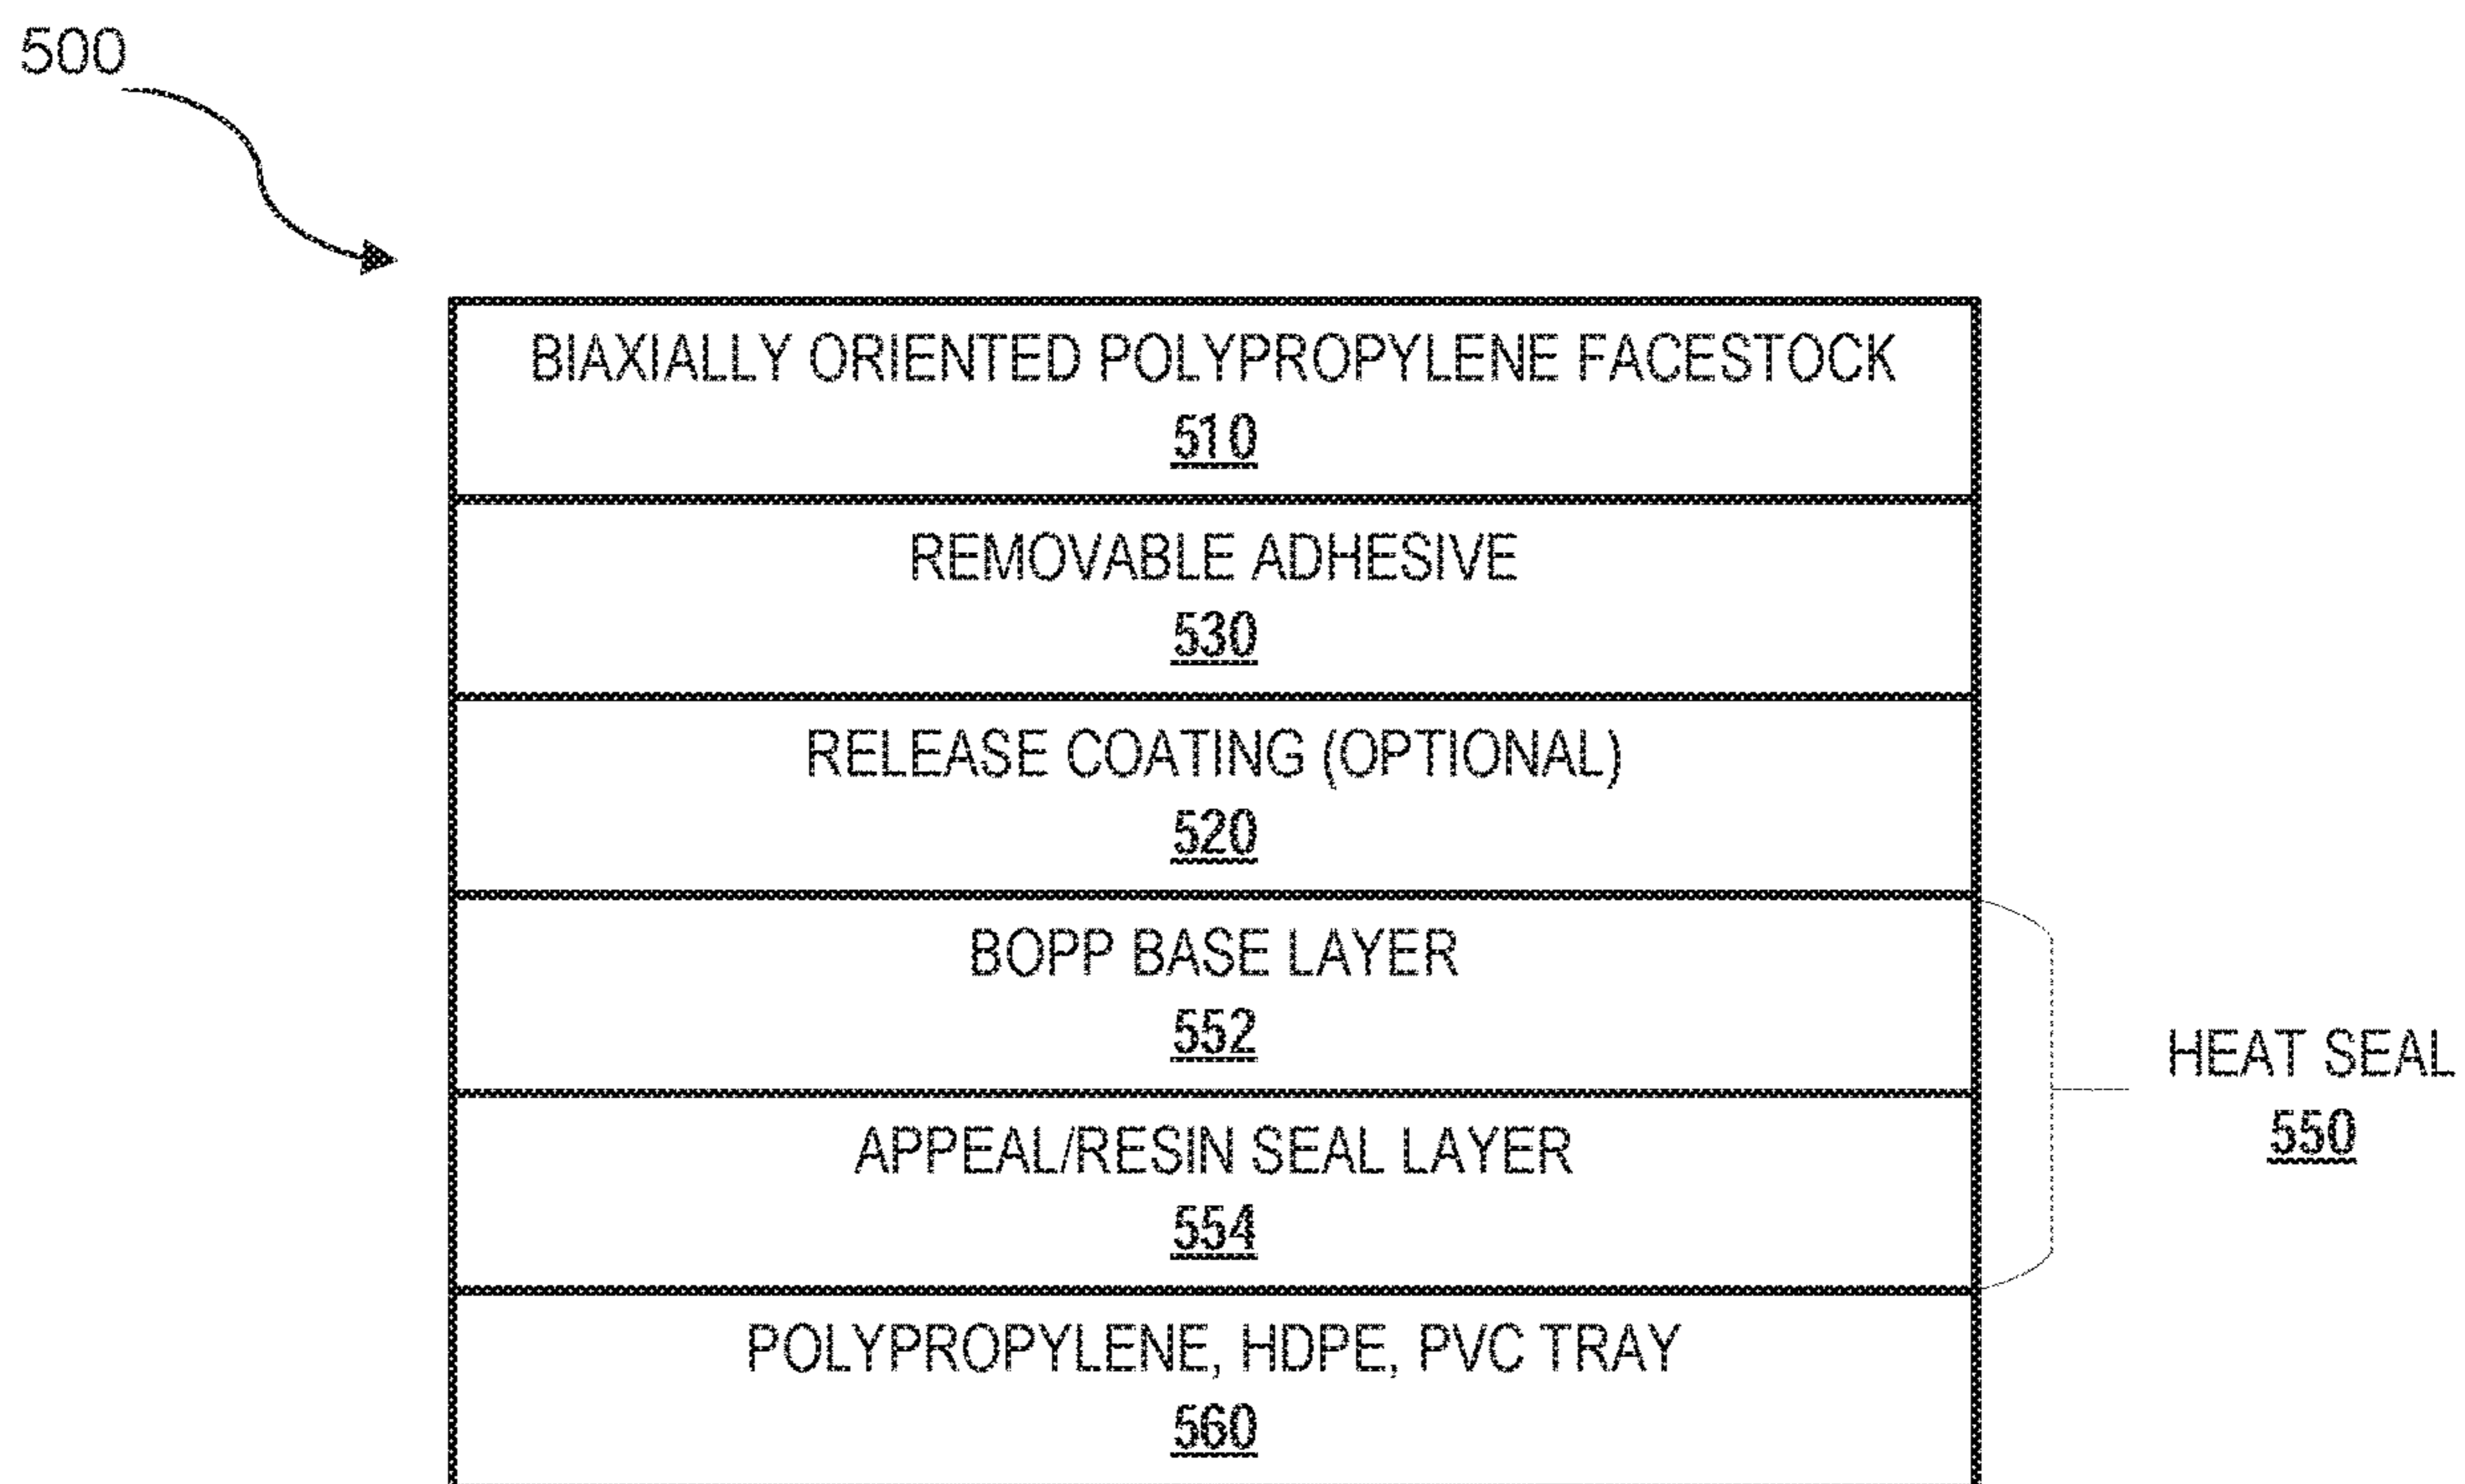 500
BIAXIALLY ORIENTED POLYPROPYLENE FACESTOCK
510
REMOVABLE ADHESIVE
530
RELEASE COATING (OPTIONAL)
520
BOPP BASE LAYER
552
HEAT SEAL
550
APPEAL/RESIN SEAL LAYER
554
POLYPROPYLENE, HDPE, PVC TRAY
560